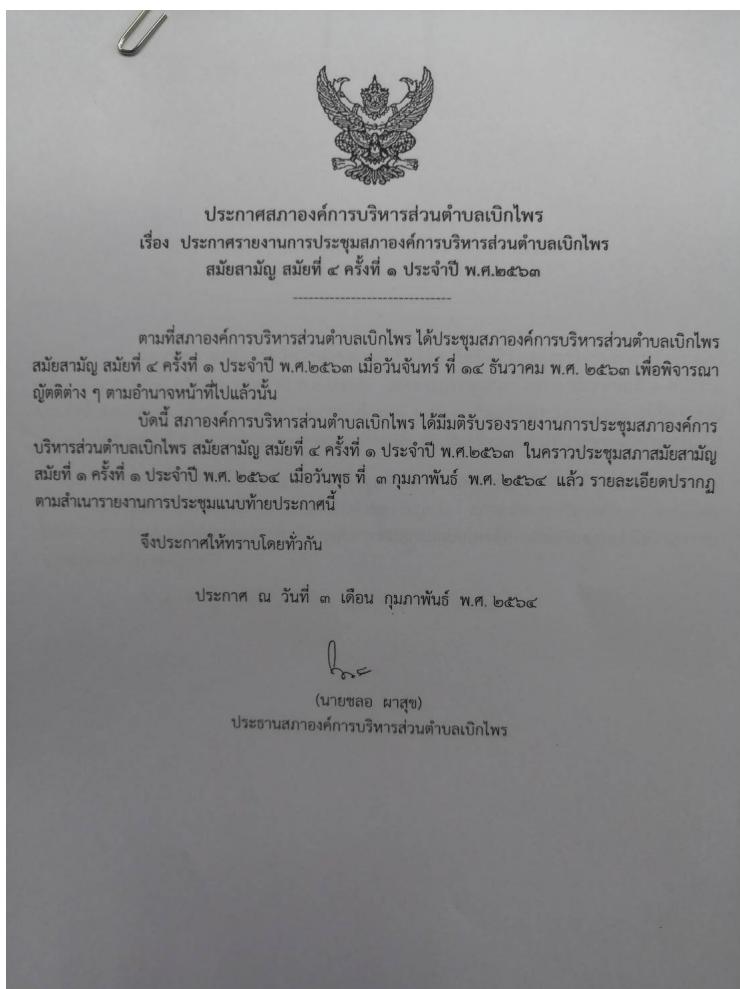 ประกาศสภาองค์การบริหารส่วนตำบลเบิกไพร
เรื่อง ประกาศรายงานการประชุมสภาองค์การบริหารส่วนตำบลเบิกไพร
สมัยสามัญ สมัยที่ ๔ ครั้งที่ ๑ ประจำปี พ.ศ.๒๕๖๓
-------------------------------
ตามที่สภาองค์การบริหารส่วนตำบลเบิกไพร ได้ประชุมสภาองค์การบริหารส่วนตำบลเบิกไพร
สมัยสามัญ สมัยที่ ๔ ครั้งที่ ๑ ประจำปี พ.ศ.๒๕๖๓ เมื่อวันจันทร์ ที่ ๑๔ ธันวาคม พ.ศ. ๒๕๖๓ เพื่อพิจารณา
ญัตติต่าง ๆ ตามอำนาจหน้าที่ไปแล้วนั้น
บัดนี้ สภาองค์การบริหารส่วนตำบลเบิกไพร ได้มีมติรับรองรายงานการประชุมสภาองค์การ
บริหารส่วนตำบลเบิกไพร สมัยสามัญ สมัยที่ ๔ ครั้งที่ ๑ ประจำปี พ.ศ.๒๕๖๓ ในคราวประชุมสภาสมัยสามัญ
สมัยที่ ๑ ครั้งที่ ๑ ประจำปี พ.ศ. ๒๕๖๔ เมื่อวันพุธ ที่ ๓ กุมภาพันธ์ พ.ศ. ๒๕๖๔ แล้ว รายละเอียดปรากฏ
ตามสำเนารายงานการประชุมแนบท้ายประกาศนี้
จึงประกาศให้ทราบโดยทั่วกัน
ประกาศ ณ วันที่ ๓ เดือน กุมภาพันธ์ พ.ศ. ๒๕๖๔
(นายชลอ ผาสุข)
ประธานสภาองค์การบริหารส่วนตำบลเบิกไพร